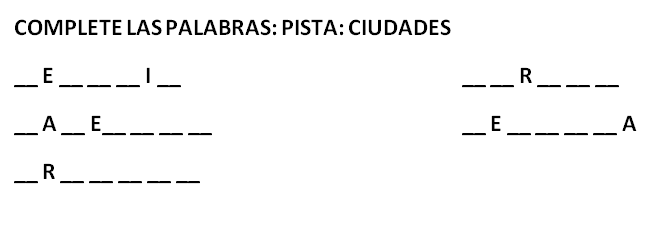 COMPLETE LAS PALABRAS: PISTA: CIUDADES
__ E __ __ __ I __
__ __ R __ __ __
__ A __ E __ __ __ __
__ E __ __ __ __ A
__ R __ __ __ __ __